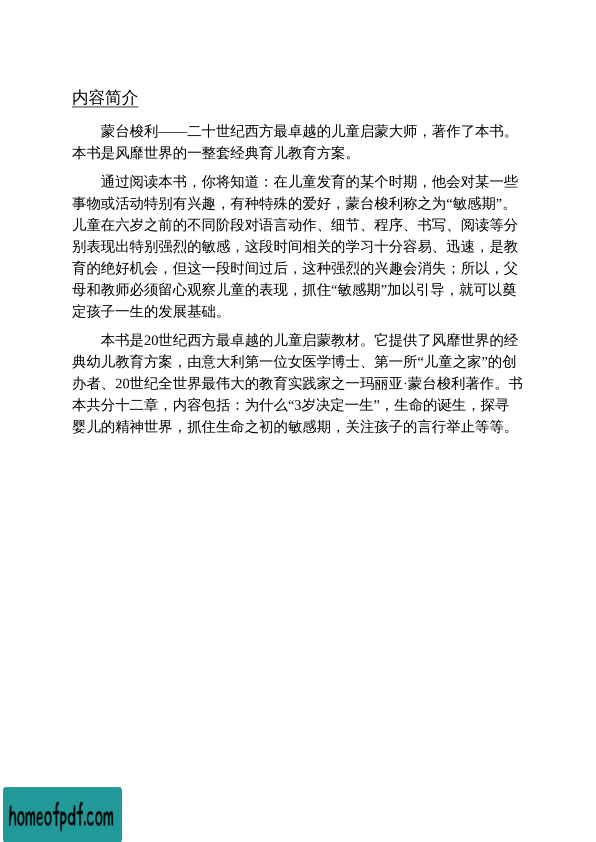 内容简介
蒙台梭利——二十世纪西方最卓越的儿童启蒙大师，著作了本书。
本书是风靡世界的一整套经典育儿教育方案。
通过阅读本书，你将知道：在儿童发育的某个时期，他会对某一些
事物或活动特别有兴趣，有种特殊的爱好，蒙台梭利称之为“敏感期”。
儿童在六岁之前的不同阶段对语言动作、细节、程序、书写、阅读等分
别表现出特别强烈的敏感，这段时间相关的学习十分容易、迅速，是教
育的绝好机会，但这一段时间过后，这种强烈的兴趣会消失；所以，父
母和教师必须留心观察儿童的表现，抓住“敏感期”加以引导，就可以奠
定孩子一生的发展基础。
本书是20世纪西方最卓越的儿童启蒙教材。它提供了风靡世界的经
典幼儿教育方案，由意大利第一位女医学博士、第一所“儿童之家”的创
办者、20世纪全世界最伟大的教育实践家之一玛丽亚·蒙台梭利著作。书
本共分十二章，内容包括：为什么“3岁决定一生”，生命的诞生，探寻
婴儿的精神世界，抓住生命之初的敏感期，关注孩子的言行举止等等。
homeofpdf.com